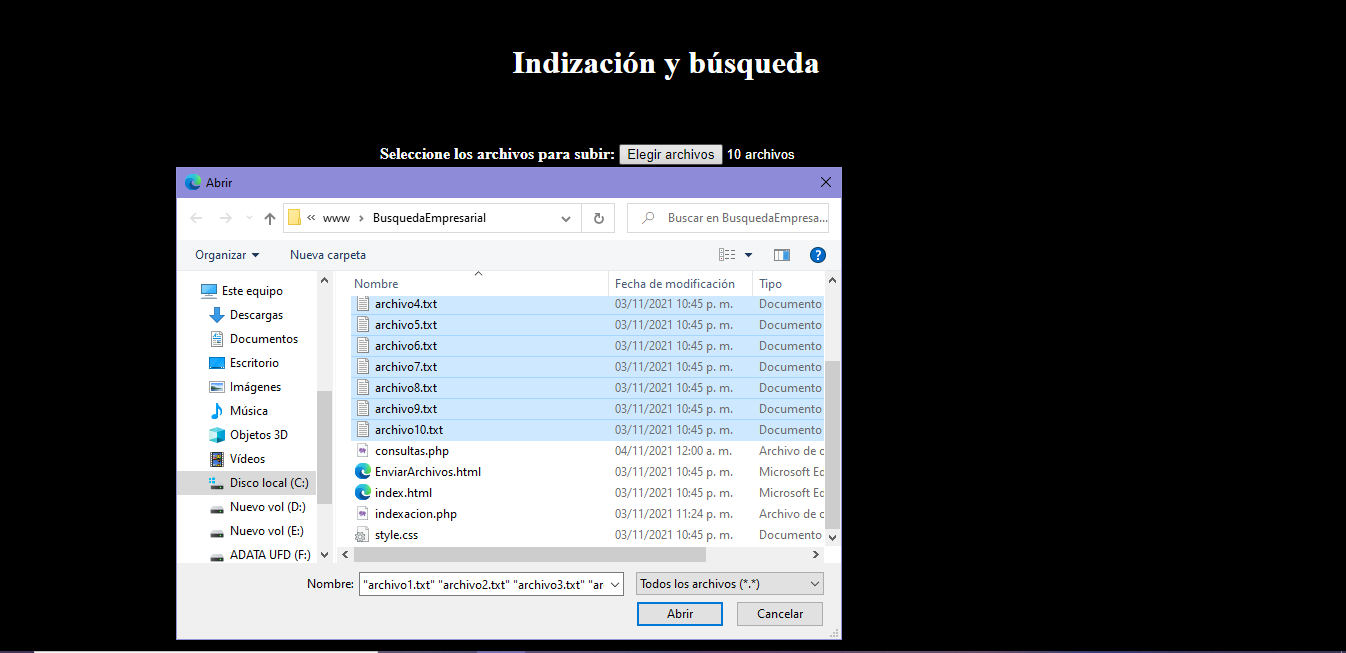 Indización y búsqueda
Seleccione los archivos para subir: Elegir archivos 10 archivos
Abrir
« www › BusquedaEmpresarial
Buscar en BusquedaEmpresa...
Organizar
Nueva carpeta
?
Este equipo
Descargas
Documentos
Escritorio
Imágenes
Música
Objetos 3D
Vídeos
Disco local (C:)
Nuevo vol (D:)
Nuevo vol (E:)
ADATA UFD (F:)
Nombre Fecha de modificación Tipo
archivo4.txt 03/11/2021 10:45 p. m. Documento
archivo5.txt 03/11/2021 10:45 p. m. Documento
archivo6.txt 03/11/2021 10:45 p. m. Documento
archivo7.txt 03/11/2021 10:45 p. m. Documento
archivo8.txt 03/11/2021 10:45 p. m. Documento
archivo9.txt 03/11/2021 10:45 p. m. Documento
archivo10.txt 03/11/2021 10:45 p. m. Documento
consultas.php 04/11/2021 12:00 a. m. Archivo de c
EnviarArchivos.html 03/11/2021 10:45 p. m. Microsoft Ec
index.html 03/11/2021 10:45 p. m. Microsoft Ec
indexacion.php 03/11/2021 11:24 p. m. Archivo de c
style.css 03/11/2021 10:45 p. m. Documento
Nombre: "archivo1.txt" "archivo2.txt" "archivo3.txt" "ar
Todos los archivos (*.*)
Abrir
Cancelar